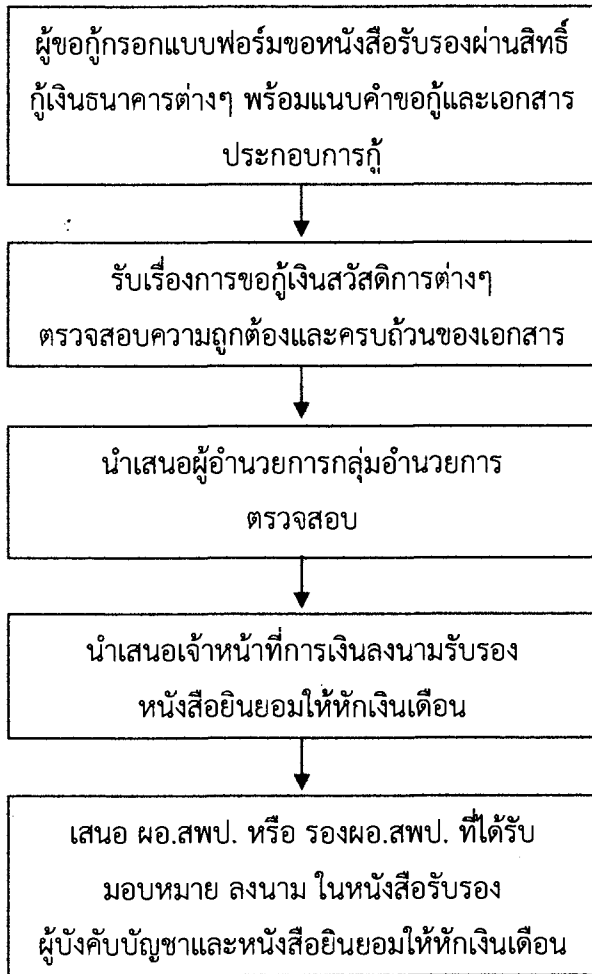 ผู้ขอกู้กรอกแบบฟอร์มขอหนังสือรับรองผ่านสิทธิ์
กู้เงินธนาคารต่างๆ พร้อมแนบคำขอกู้และเอกสาร
ประกอบการกู้
รับเรื่องการขอกู้เงินสวัสดิการต่างๆ
ตรวจสอบความถูกต้องและครบถ้วนของเอกสาร
นำเสนอผู้อำนวยการกลุ่มอำนวยการ
ตรวจสอบ
นำเสนอเจ้าหน้าที่การเงินลงนามรับรอง
หนังสือยินยอมให้หักเงินเดือน
เสนอ ผอ.สพป. หรือ รองผอ.สพป. ที่ได้รับ
มอบหมาย ลงนาม ในหนังสือรับรอง
ผู้บังคับบัญชาและหนังสือยินยอมให้หักเงินเดือน